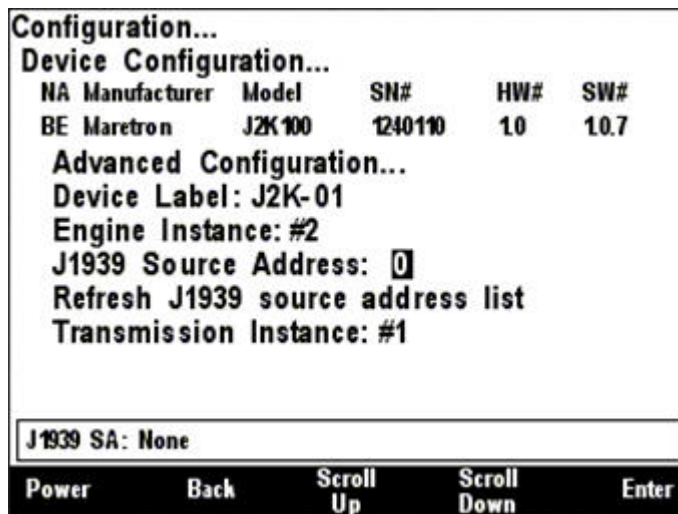 Configuration...
Device Configuration...
NA Manufacturer Model SN# HW# SW#
BE Maretron J2K100 1240110 1.0 1.0.7
Advanced Configuration...
Device Label: J2K-01
Engine Instance: #2
J1939 Source Address: 0
Refresh J1939 source address list
Transmission Instance: #1
J1939 SA: None
Power Back Scroll Up Scroll Down Enter